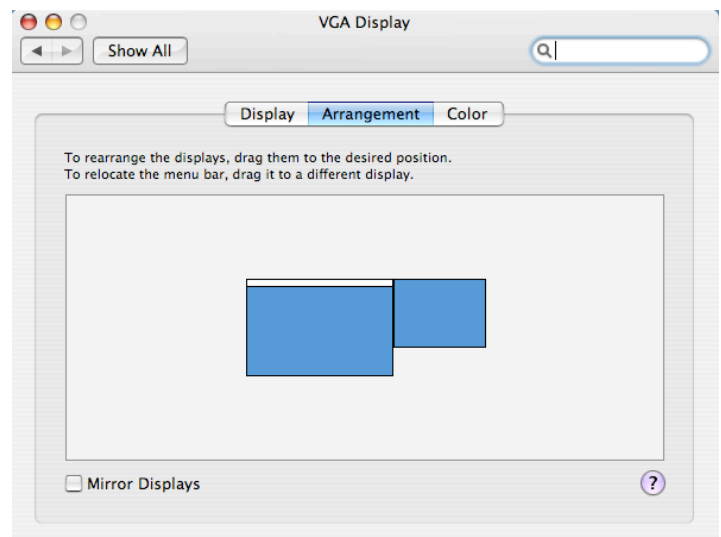 VGA Display
Show All
Display Arrangement Color
To rearrange the displays, drag them to the desired position.
To relocate the menu bar, drag it to a different display.
Mirror Displays
?